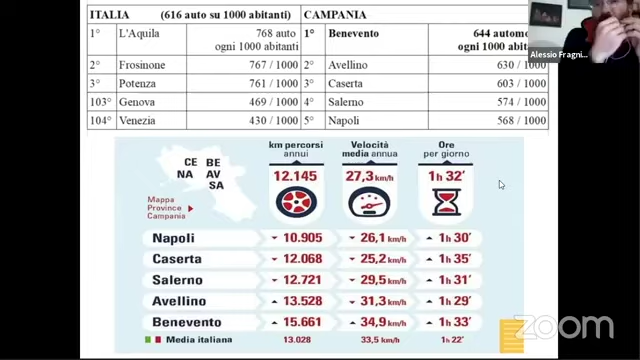 ITALIA (616 auto su 1000 abitanti) CAMPANIA
1° L'Aquila 768 auto ogni 1000 abitanti 1° Benevento 644 autom
ogni 1000 abit
2° Frosinone 767 / 1000 2° Avellino 630 / 1000
3° Potenza 761 / 1000 3° Caserta 603 / 1000
103° Genova 469 / 1000 4° Salerno 574 / 1000
104° Venezia 430 / 1000 5° Napoli 568 / 1000
Alessio Fragni...
km percorsi annui Velocità media annua Ore per giorno
CE BE
NA AV
SA
12.145 27,3 km/h 1h 32'
Mappa
Province
Campania
Napoli 10.905 26,1 km/h 1h 30'
Caserta 12.068 25,2 km/h 1h 35'
Salerno 12.721 29,5 km/h 1h 31'
Avellino 13.528 31,3 km/h 1h 29'
Benevento 15.661 34,9 km/h 1h 33'
Media italiana 13.028 33,5 km/h 1h 22'
zoom